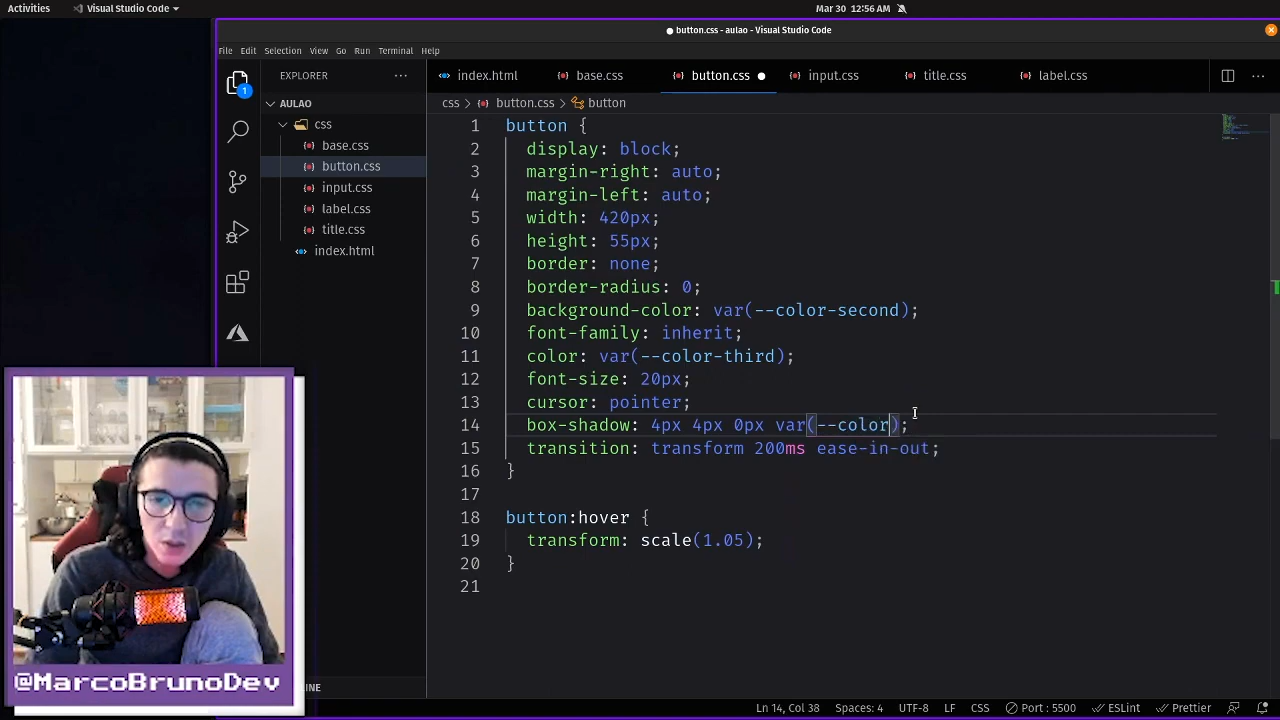 Activities
Visual Studio Code
Mar 30 12:56 AM
button.css - aulao - Visual Studio Code
File Edit Selection View Go Run Terminal Help
EXPLORER
index.html
base.css
button.css
input.css
title.css
label.css
1
AULAO
css
base.css
button.css
input.css
label.css
title.css
index.html
css > button.css > button
1 button {
2 display: block;
3 margin-right: auto;
4 margin-left: auto;
5 width: 420px;
6 height: 55px;
7 border: none;
8 border-radius: 0;
9 background-color: var(--color-second);
10 font-family: inherit;
11 color: var(--color-third);
12 font-size: 20px;
13 cursor: pointer;
14 box-shadow: 4px 4px 0px var(--color);
15 transition: transform 200ms ease-in-out;
16 }
17
18 button:hover {
19 transform: scale(1.05);
20 }
21
@MarcoBrunoDev
LINE
Ln 14, Col 38 Spaces: 4 UTF-8 LF CSS Port : 5500 ESLint Prettier